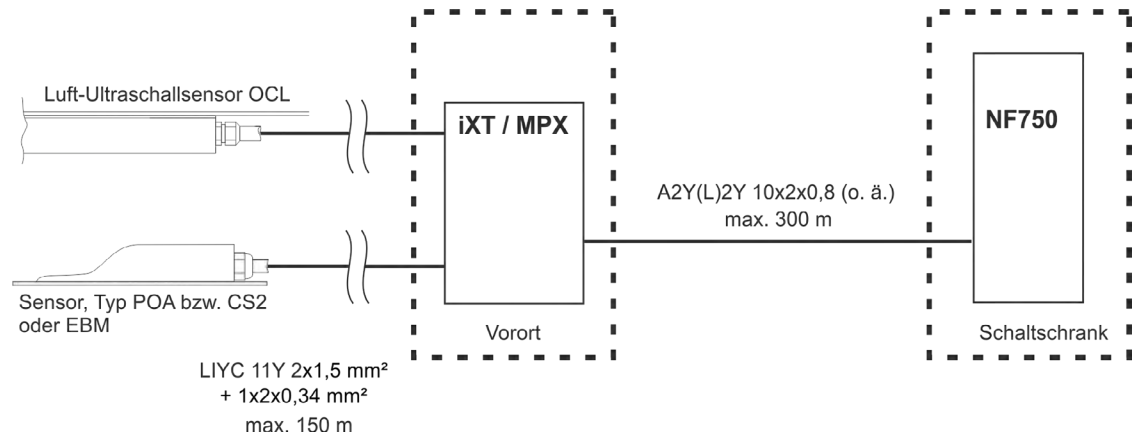 Luft-Ultraschallsensor OCL
iXT / MPX
NF750
A2Y(L)2Y 10x2x0,8 (o. ä.)
max. 300 m
Sensor, Typ POA bzw. CS2
oder EBM
Vorort
Schaltschrank
LIYC 11Y 2x1,5 mm²
+ 1x2x0,34 mm²
max. 150 m